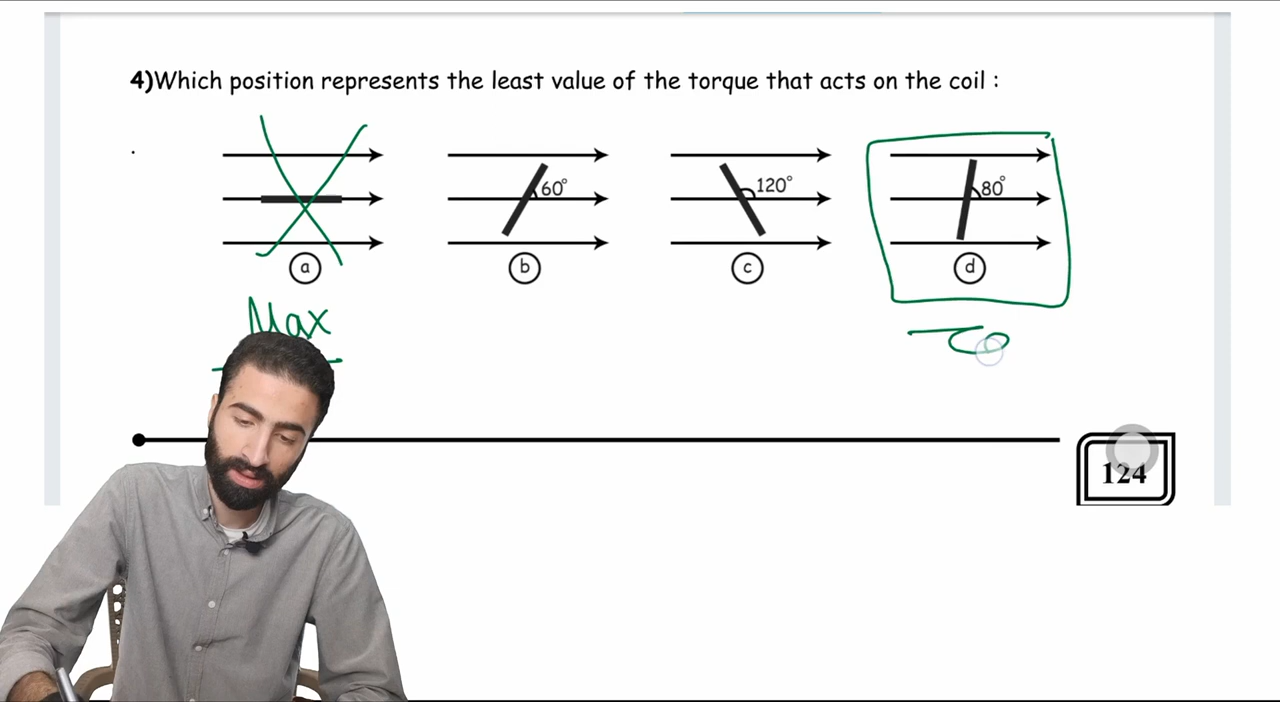 4)Which position represents the least value of the torque that acts on the coil :
60° 120° 80°
a b c d
Max
124